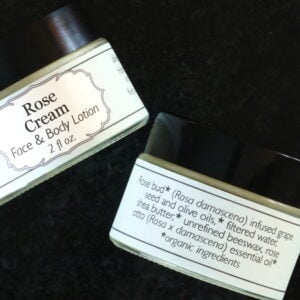 Rose
Cream
Face & Body Lotion
2 fl oz.
Rose bud* (Rosa damascena) infused grape
seed and olive oils,* filtered water,
shea butter,* unrefined beeswax, rose
otto (Rosa x damascena) essential oil*
*organic ingredients